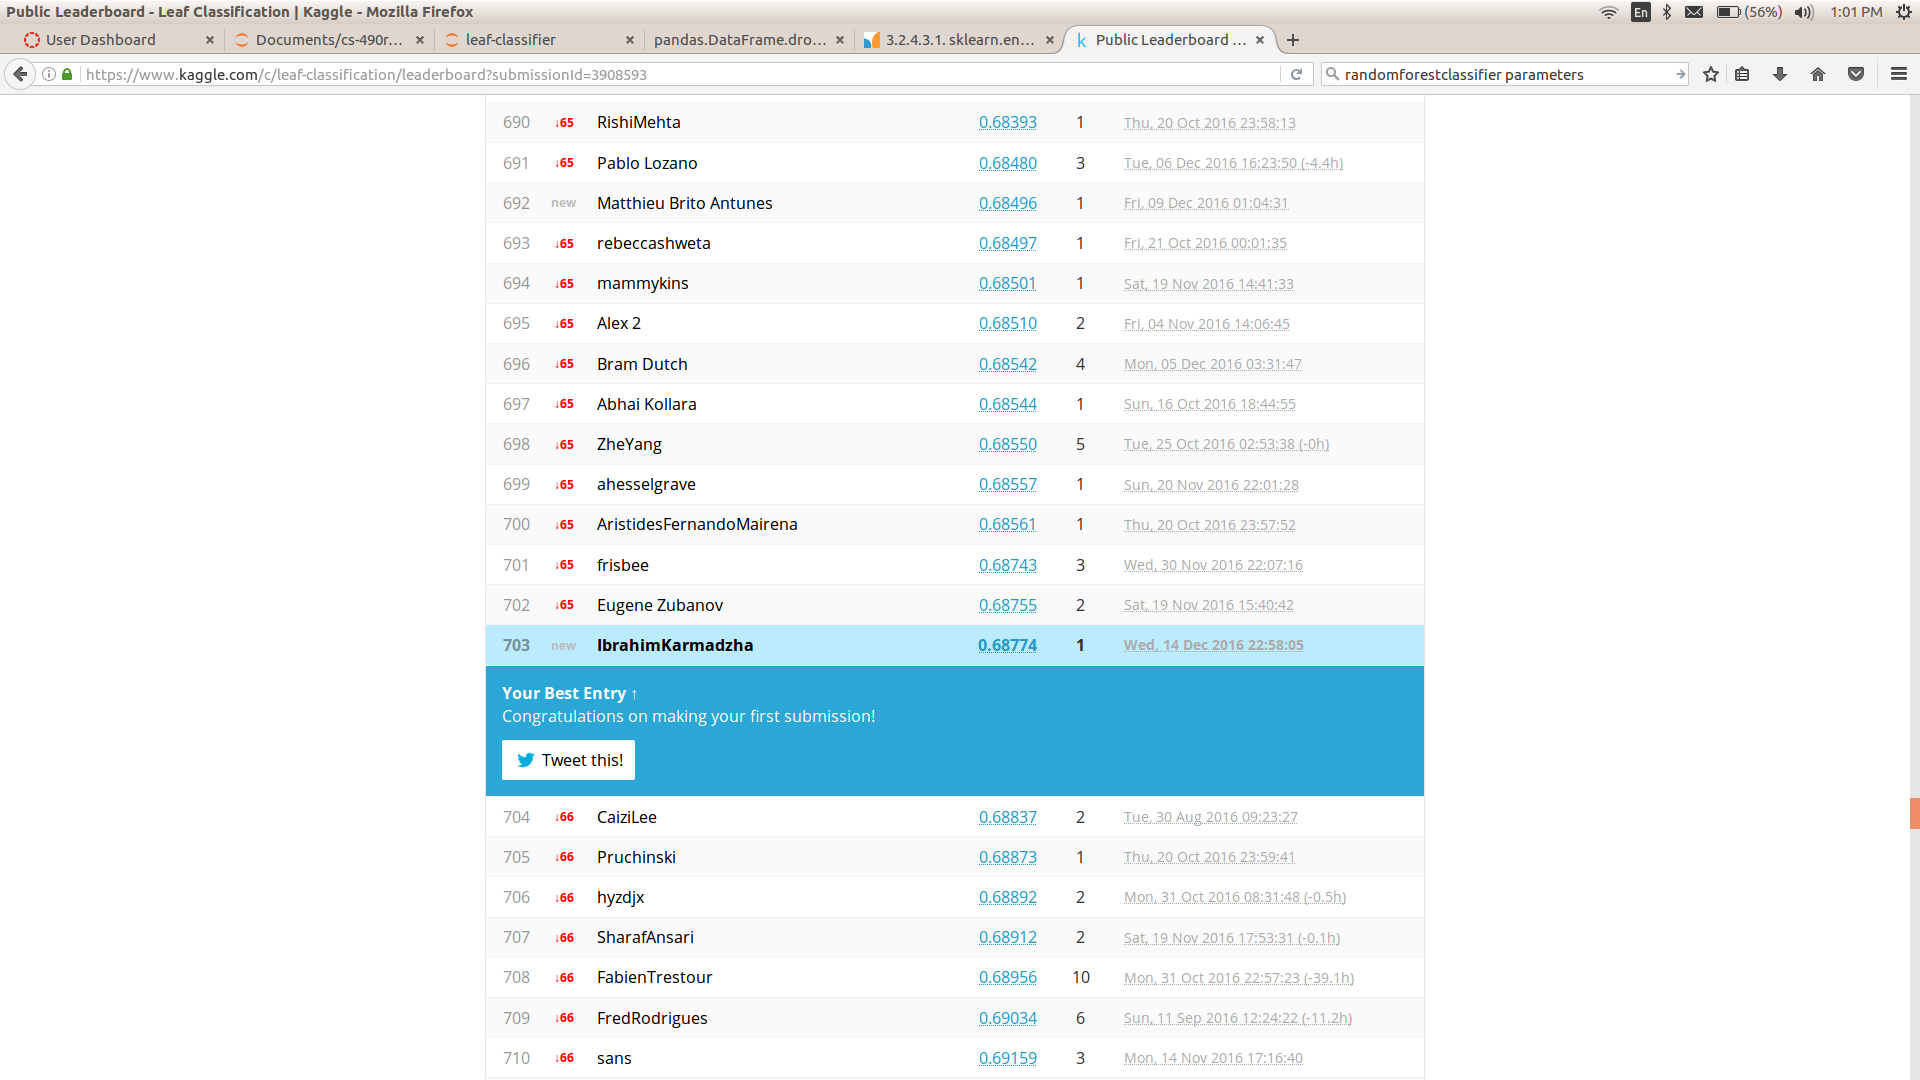 Public Leaderboard - Leaf Classification | Kaggle - Mozilla Firefox
En
(56%)
1:01 PM
User Dashboard
Documents/cs-490r...
leaf-classifier
pandas.DataFrame.dro...
3.2.4.3.1. sklearn.en...
Public Leaderboard ...
https://www.kaggle.com/c/leaf-classification/leaderboard?submissionId=3908593
randomforestclassifier parameters
690 ↓65 RishiMehta 0.68393 1 Thu, 20 Oct 2016 23:58:13
691 ↓65 Pablo Lozano 0.68480 3 Tue, 06 Dec 2016 16:23:50 (-4.4h)
692 new Matthieu Brito Antunes 0.68496 1 Fri, 09 Dec 2016 01:04:31
693 ↓65 rebeccashweta 0.68497 1 Fri, 21 Oct 2016 00:01:35
694 ↓65 mammykins 0.68501 1 Sat, 19 Nov 2016 14:41:33
695 ↓65 Alex 2 0.68510 2 Fri, 04 Nov 2016 14:06:45
696 ↓65 Bram Dutch 0.68542 4 Mon, 05 Dec 2016 03:31:47
697 ↓65 Abhai Kollara 0.68544 1 Sun, 16 Oct 2016 18:44:55
698 ↓65 ZheYang 0.68550 5 Tue, 25 Oct 2016 02:53:38 (-0h)
699 ↓65 ahesselgrave 0.68557 1 Sun, 20 Nov 2016 22:01:28
700 ↓65 AristidesFernandoMairena 0.68561 1 Thu, 20 Oct 2016 23:57:52
701 ↓65 frisbee 0.68743 3 Wed, 30 Nov 2016 22:07:16
702 ↓65 Eugene Zubanov 0.68755 2 Sat, 19 Nov 2016 15:40:42
703 new IbrahimKarmadzha 0.68774 1 Wed, 14 Dec 2016 22:58:05
Your Best Entry ↑
Congratulations on making your first submission!
Tweet this!
704 ↓66 CaiziLee 0.68837 2 Tue, 30 Aug 2016 09:23:27
705 ↓66 Pruchinski 0.68873 1 Thu, 20 Oct 2016 23:59:41
706 ↓66 hyzdjx 0.68892 2 Mon, 31 Oct 2016 08:31:48 (-0.5h)
707 ↓66 SharafAnsari 0.68912 2 Sat, 19 Nov 2016 17:53:31 (-0.1h)
708 ↓66 FabienTrestour 0.68956 10 Mon, 31 Oct 2016 22:57:23 (-39.1h)
709 ↓66 FredRodrigues 0.69034 6 Sun, 11 Sep 2016 12:24:22 (-11.2h)
710 ↓66 sans 0.69159 3 Mon, 14 Nov 2016 17:16:40